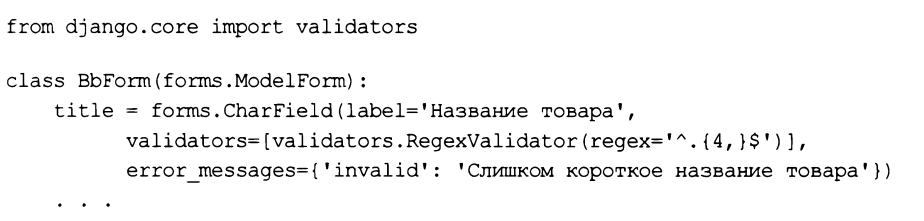 from django.core import validators
class BbForm(forms.ModelForm):
title = forms.CharField(label='Название товара',
validators=[validators.RegexValidator(regex='^.{4,}$')],
error_messages={'invalid': 'Слишком короткое название товара'})
. . .